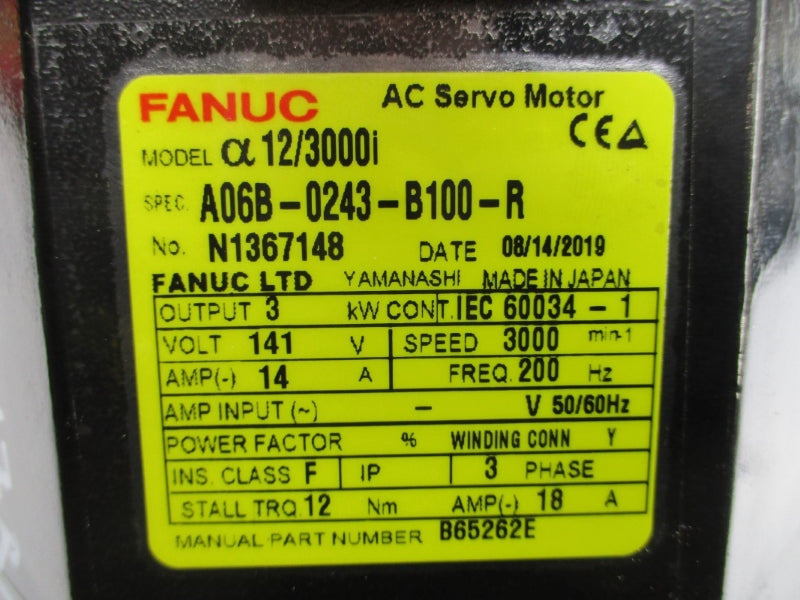 FANUC AC Servo Motor
CE
MODEL α 12/3000i
SPEC. A06B-0243-B100-R
No. N1367148 DATE 08/14/2019
FANUC LTD YAMANASHI MADE IN JAPAN
OUTPUT 3 kW CONT. IEC 60034-1
VOLT 141 V SPEED 3000 min-1
AMP(~) 14 A FREQ. 200 Hz
AMP INPUT (~) - V 50/60Hz
POWER FACTOR % WINDING CONN Y
INS. CLASS F IP 3 PHASE
STALL TRQ. 12 Nm AMP(~) 18 A
MANUAL PART NUMBER B65262E